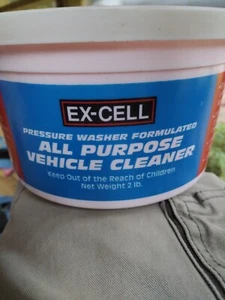 EX-CELL
PRESSURE WASHER FORMULATED
ALL PURPOSE
VEHICLE CLEANER
Keep Out of the Reach of Children
Net Weight 2 lb.